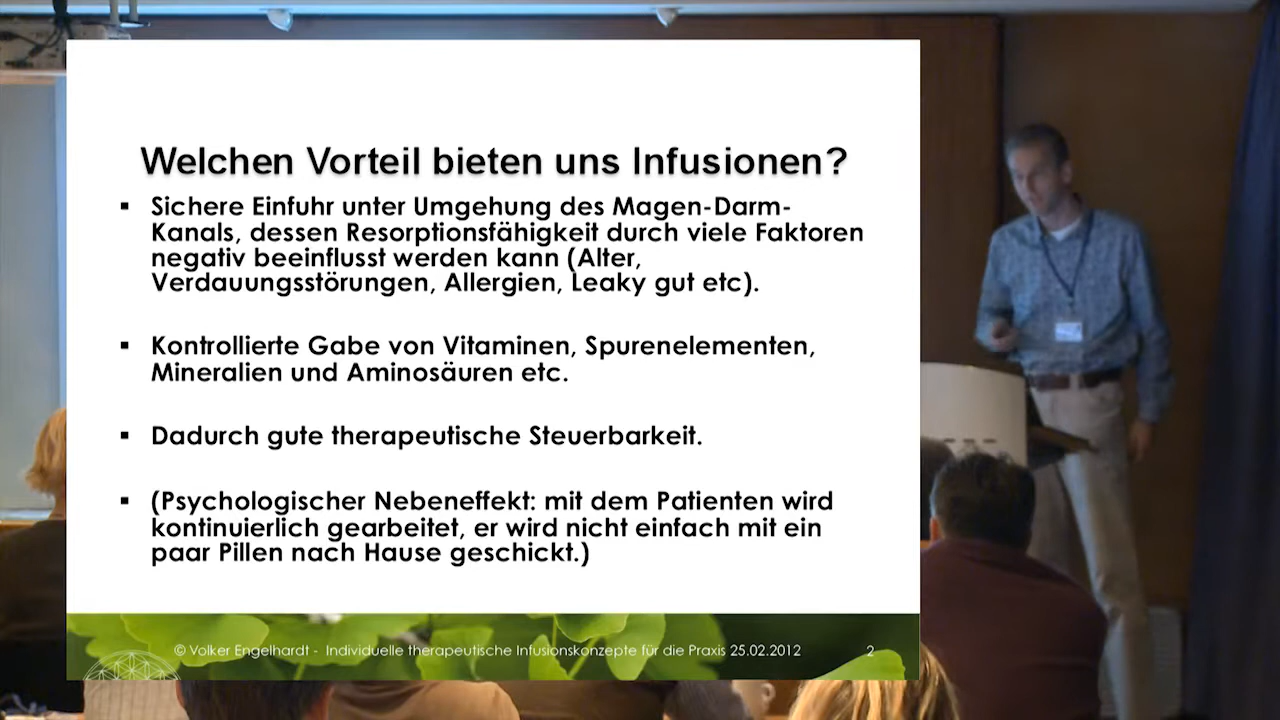 Welchen Vorteil bieten uns Infusionen?
▪ Sichere Einfuhr unter Umgehung des Magen-Darm-
Kanals, dessen Resorptionsfähigkeit durch viele Faktoren
negativ beeinflusst werden kann (Alter,
Verdauungsstörungen, Allergien, Leaky gut etc).
▪ Kontrollierte Gabe von Vitaminen, Spurenelementen,
Mineralien und Aminosäuren etc.
▪ Dadurch gute therapeutische Steuerbarkeit.
▪ (Psychologischer Nebeneffekt: mit dem Patienten wird
kontinuierlich gearbeitet, er wird nicht einfach mit ein
paar Pillen nach Hause geschickt.)
© Volker Engelhardt - Individuelle therapeutische Infusionskonzepte für die Praxis 25.02.2012 2